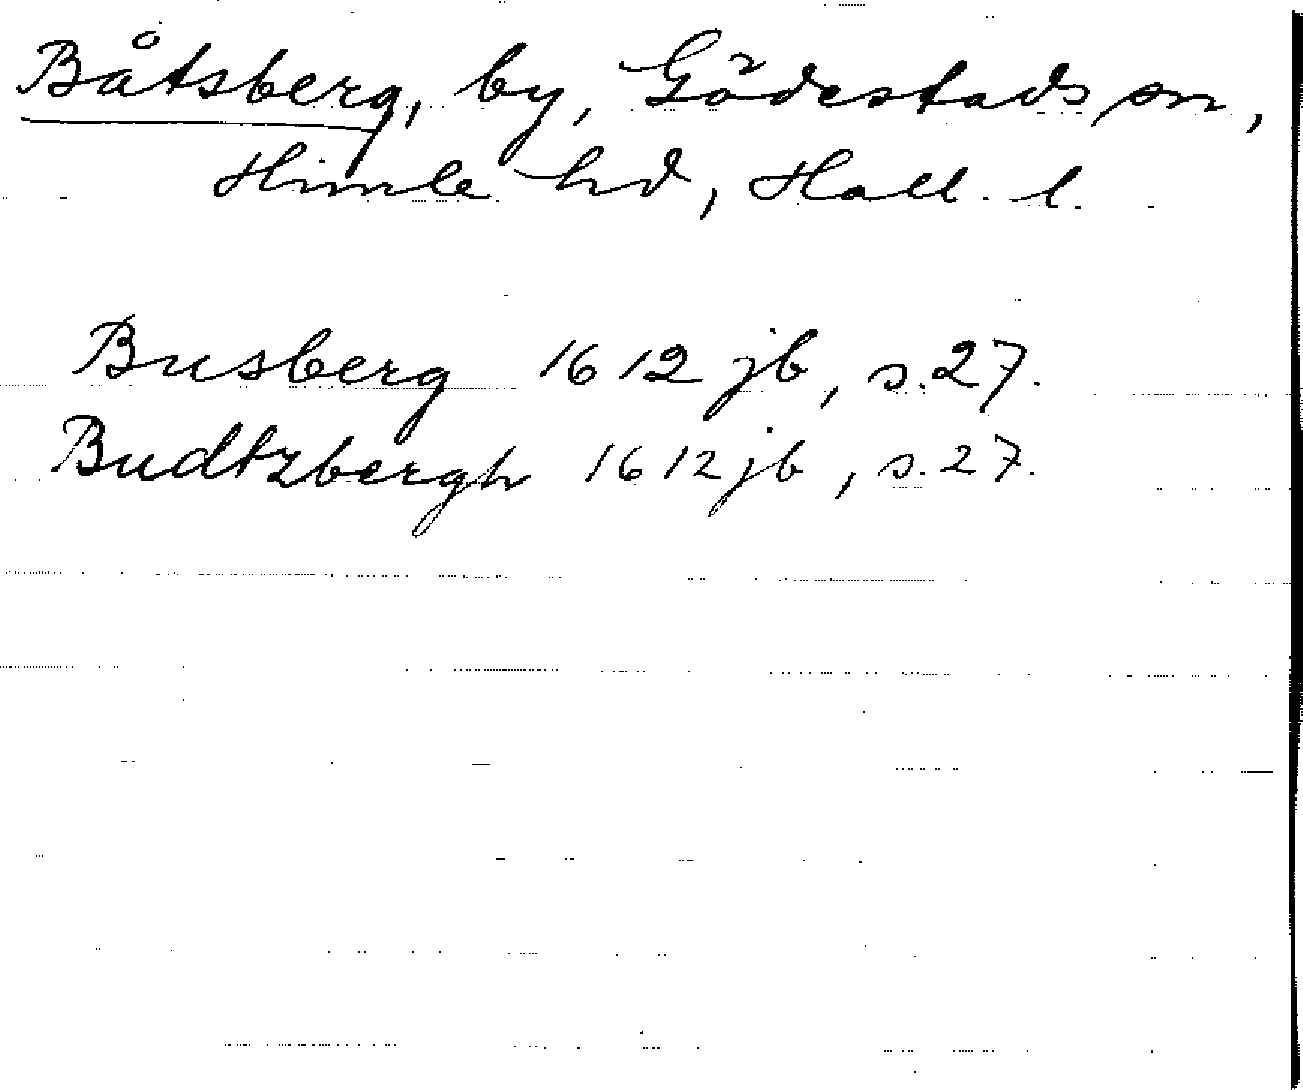 Båtsberg, by, Gödestads sn,
Himle hd, Hall. l.
Busberg 1612 jb, s. 27.
Budtzbergh 1612 jb, s. 27.